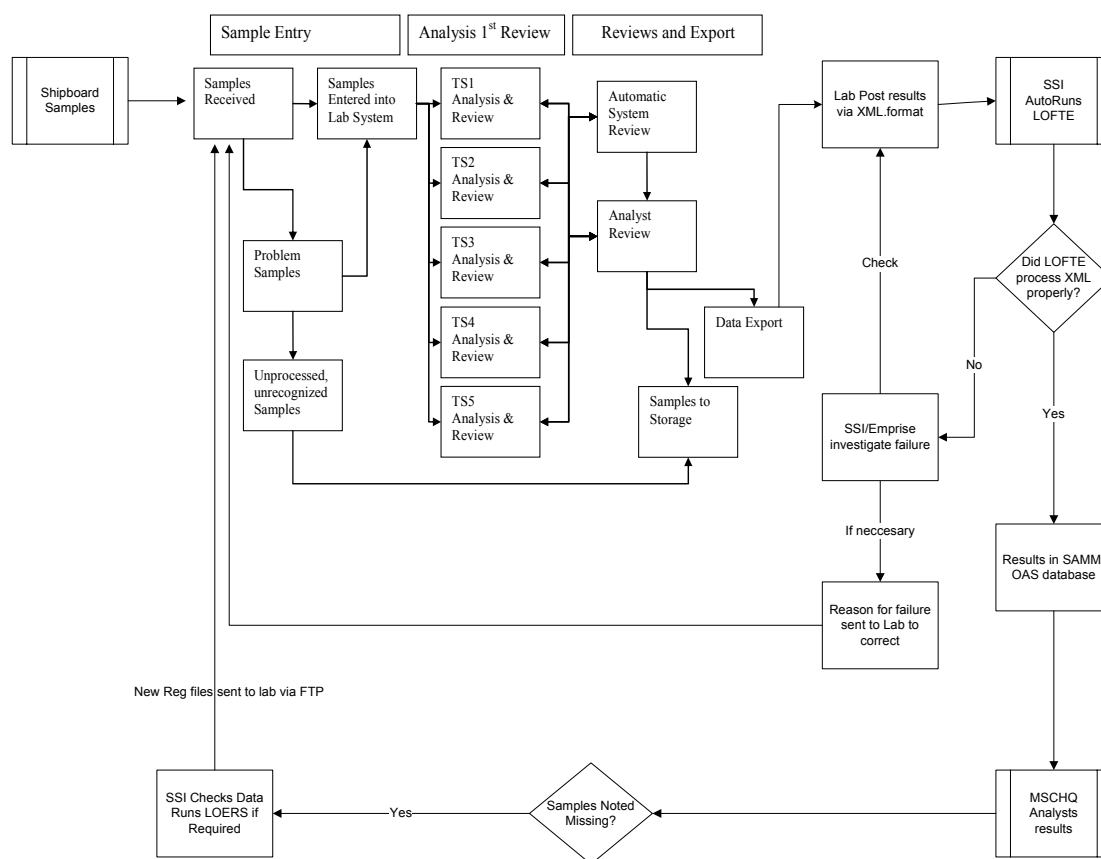 Sample Entry
Analysis 1st Review
Reviews and Export
Shipboard
Samples
Samples
Received
Samples
Entered into
Lab System
TS1
Analysis &
Review
Automatic
System
Review
Lab Post results
via XML.format
SSI
AutoRuns
LOFTE
TS2
Analysis &
Review
Analyst
Review
Problem
Samples
TS3
Analysis &
Review
Check
Did LOFTE
process XML
properly?
Data Export
TS4
Analysis &
Review
No
Unprocessed,
unrecognized
Samples
TS5
Analysis &
Review
Samples to
Storage
SSI/Emprise
investigate failure
Yes
If neccesary
Results in SAMM
OAS database
Reason for failure
sent to Lab to
correct
New Reg files sent to lab via FTP
SSI Checks Data
Runs LOERS if
Required
Yes
Samples Noted
Missing?
MSCHQ
Analysts
results